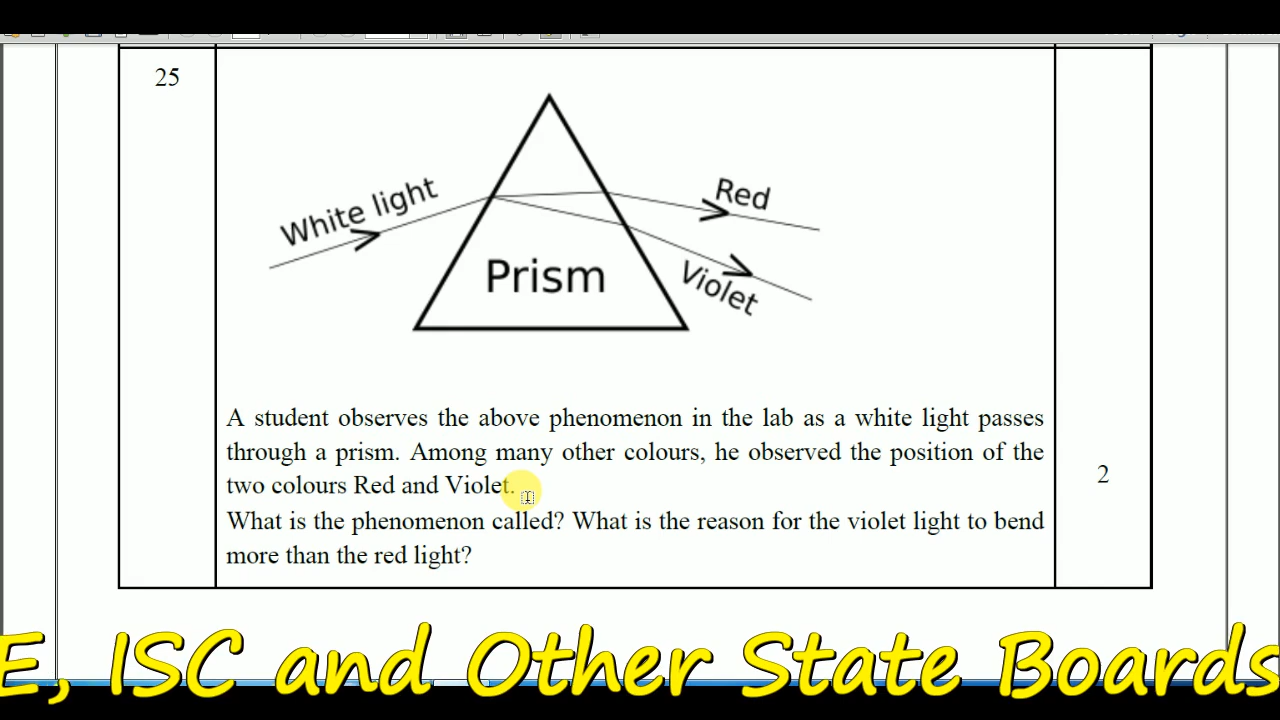 25
White light
Red
Prism
Violet
A student observes the above phenomenon in the lab as a white light passes
through a prism. Among many other colours, he observed the position of the
two colours Red and Violet.
2
What is the phenomenon called? What is the reason for the violet light to bend
more than the red light?
E, ISC and Other State Boards